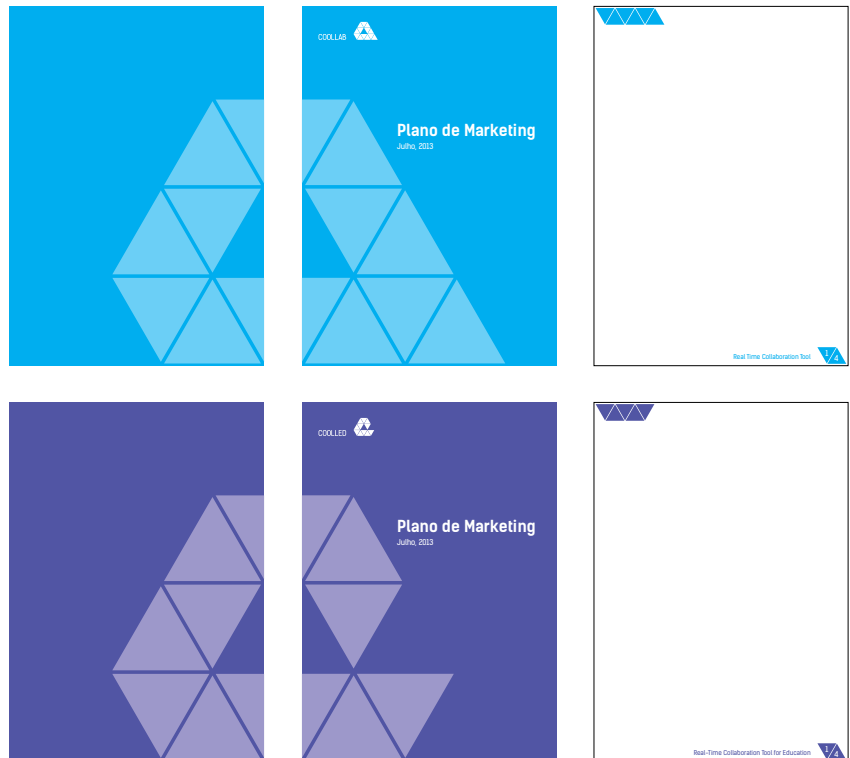 COOLLAB
Plano de Marketing
Julho, 2013
Real Time Collaboration Tool
1/4
COOLLED
Plano de Marketing
Julho, 2013
Real-Time Collaboration Tool for Education
1/4